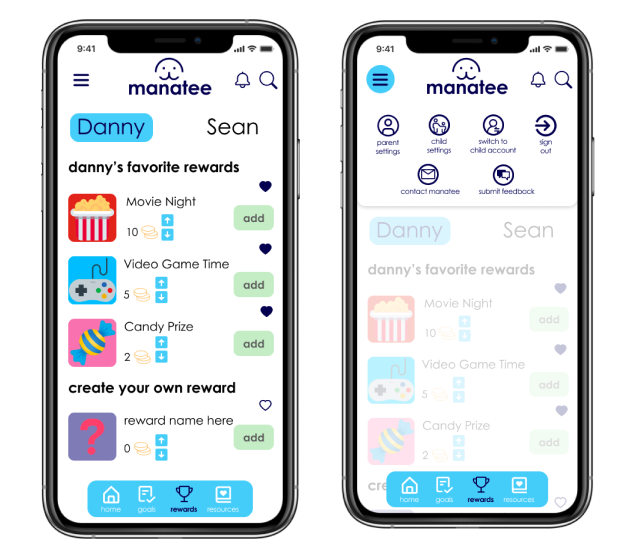 9:41
manatee
Danny Sean
danny's favorite rewards
Movie Night
10
add
Video Game Time
5
add
Candy Prize
2
add
create your own reward
reward name here
0
add
home goals rewards resources
9:41
manatee
parent settings
child settings
switch to child account
sign out
contact manatee
submit feedback
Danny Sean
danny's favorite rewards
Movie Night
10
add
Video Game Time
5
add
Candy Prize
2
add
cre
home goals rewards resources